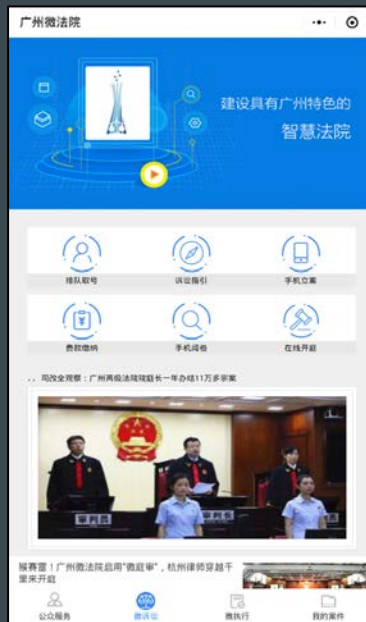 广州微法院
建设具有广州特色的
智慧法院
排队取号
诉讼指引
手机立案
费款缴纳
手机阅卷
在线开庭
、、司改全观察：广州两级法院院庭长一年办结11万多宗案
审判员
审判长
猴赛雷！广州微法院启用"微庭审"，杭州律师穿越千
里来开庭
公众服务
微诉讼
微执行
我的案件